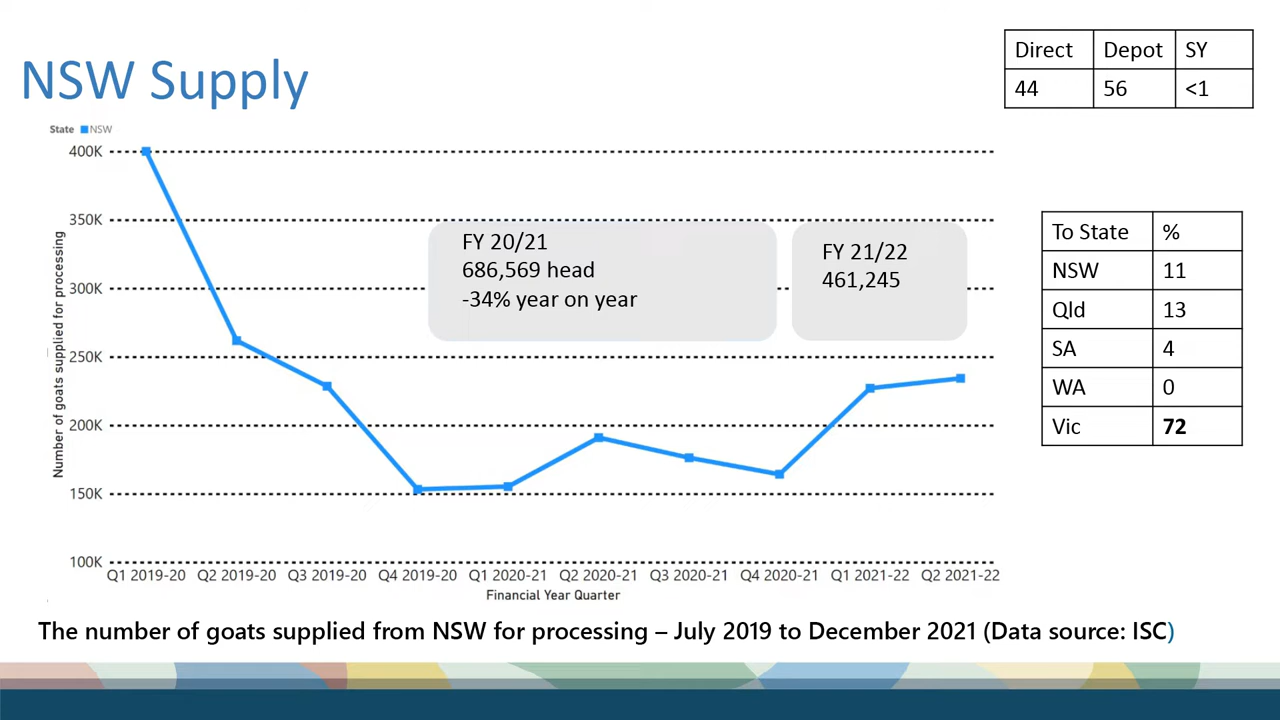 NSW Supply
Direct Depot SY
44 56 <1
State NSW
400K
350K
300K
250K
200K
150K
100K
Number of goats supplied for processing
FY 20/21
686,569 head
-34% year on year
FY 21/22
461,245
To State %
NSW 11
Qld 13
SA 4
WA 0
Vic 72
Q1 2019-20 Q2 2019-20 Q3 2019-20 Q4 2019-20 Q1 2020-21 Q2 2020-21 Q3 2020-21 Q4 2020-21 Q1 2021-22 Q2 2021-22
Financial Year Quarter
The number of goats supplied from NSW for processing – July 2019 to December 2021 (Data source: ISC)